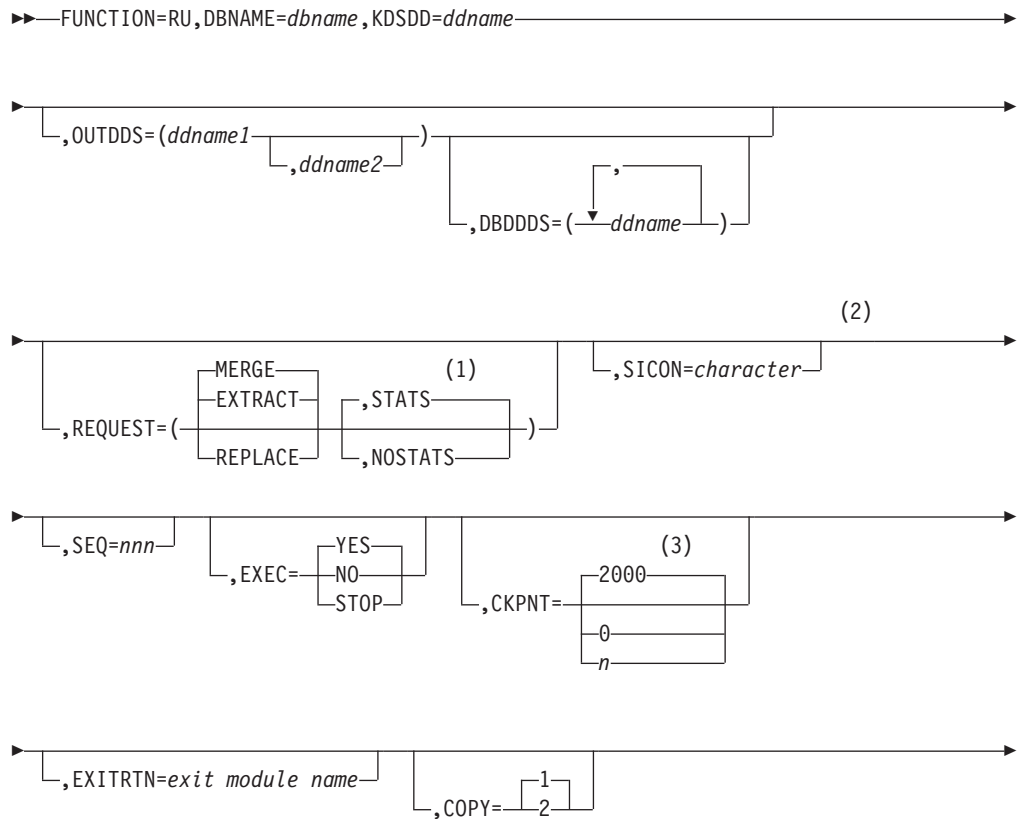 FUNCTION=RU,DBNAME=dbname,KDSDD=ddname
,OUTDDS=(ddname1 )
,ddname2 ,
,DBDDDS=( ddname )
(2)
MERGE (1) ,SICON=character
EXTRACT ,STATS
,REQUEST=( )
REPLACE ,NOSTATS
,SEQ=nnn YES (3)
,EXEC= NO 2000
STOP ,CKPNT=
0
n
,EXITRTN=exit module name 1
,COPY= 2